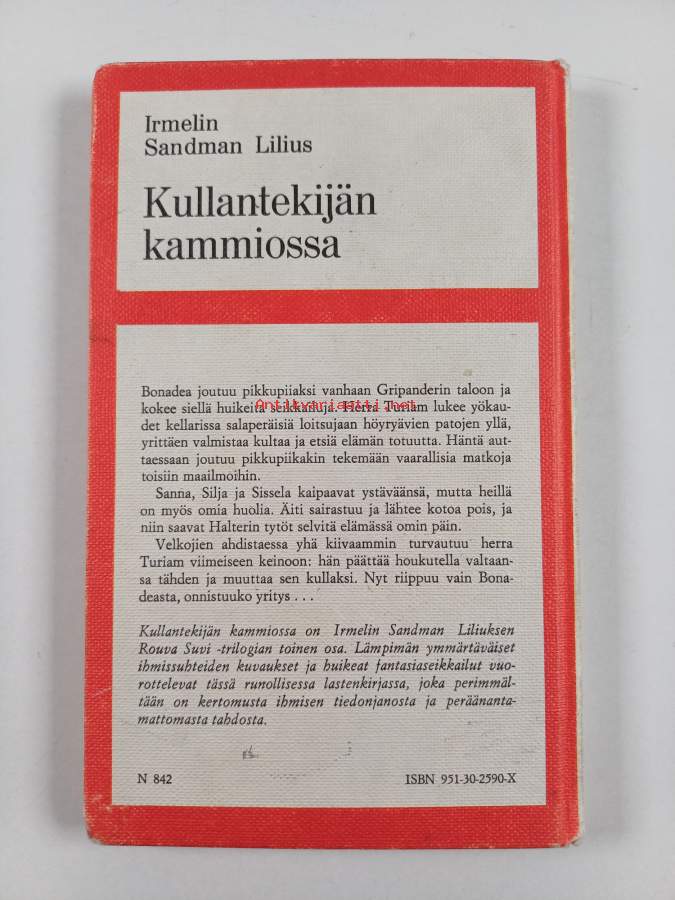 Irmelin
Sandman Lilius
Kullantekijän
kammiossa
Bonadea joutuu pikkupiiaksi vanhaan Gripanderin taloon ja
kokee siellä huikeita seikkailuja. Herra Turiam lukee yökau-
Antikvariaatti.net
det kellarissa salaperäisiä loitsujaan höyryävien patojen yllä,
yrittäen valmistaa kultaa ja etsiä elämän totuutta. Häntä aut-
taessaan joutuu pikkupiikakin tekemään vaarallisia matkoja
toisiin maailmoihin.
Sanna, Silja ja Sissela kaipaavat ystäväänsä, mutta heillä
on myös omia huolia. Äiti sairastuu ja lähtee kotoa pois, ja
niin saavat Halterin tytöt selvitä elämässä omin päin.
Velkojien ahdistaessa yhä kiivaammin turvautuu herra
Turiam viimeiseen keinoon: hän päättää houkutella valtaan-
sa tähden ja muuttaa sen kullaksi. Nyt riippuu vain Bona-
deasta, onnistuuko yritys . . .
Kullantekijän kammiossa on Irmelin Sandman Liliuksen
Rouva Suvi -trilogian toinen osa. Lämpimän ymmärtäväiset
ihmissuhteiden kuvaukset ja huikeat fantasiaseikkailut vuo-
rottelevat tässä runollisessa lastenkirjassa, joka perimmäl-
tään on kertomusta ihmisen tiedonjanosta ja peräänanta-
mattomasta tahdosta.
N 842
ISBN 951-30-2590-X